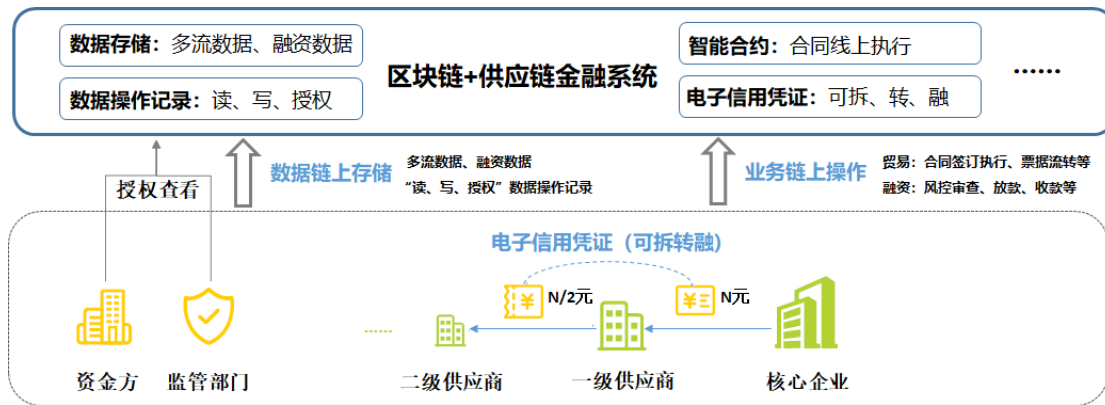 数据存储：多流数据、融资数据
数据操作记录：读、写、授权
区块链+供应链金融系统
智能合约：合同线上执行
电子信用凭证：可拆、转、融
······
授权查看
数据链上存储
多流数据、融资数据
“读、写、授权”数据操作记录
业务链上操作
贸易：合同签订执行、票据流转等
融资：风控审查、放款、收款等
电子信用凭证（可拆转融）
¥
N/2元
¥
N元
······
资金方
监管部门
二级供应商
一级供应商
核心企业